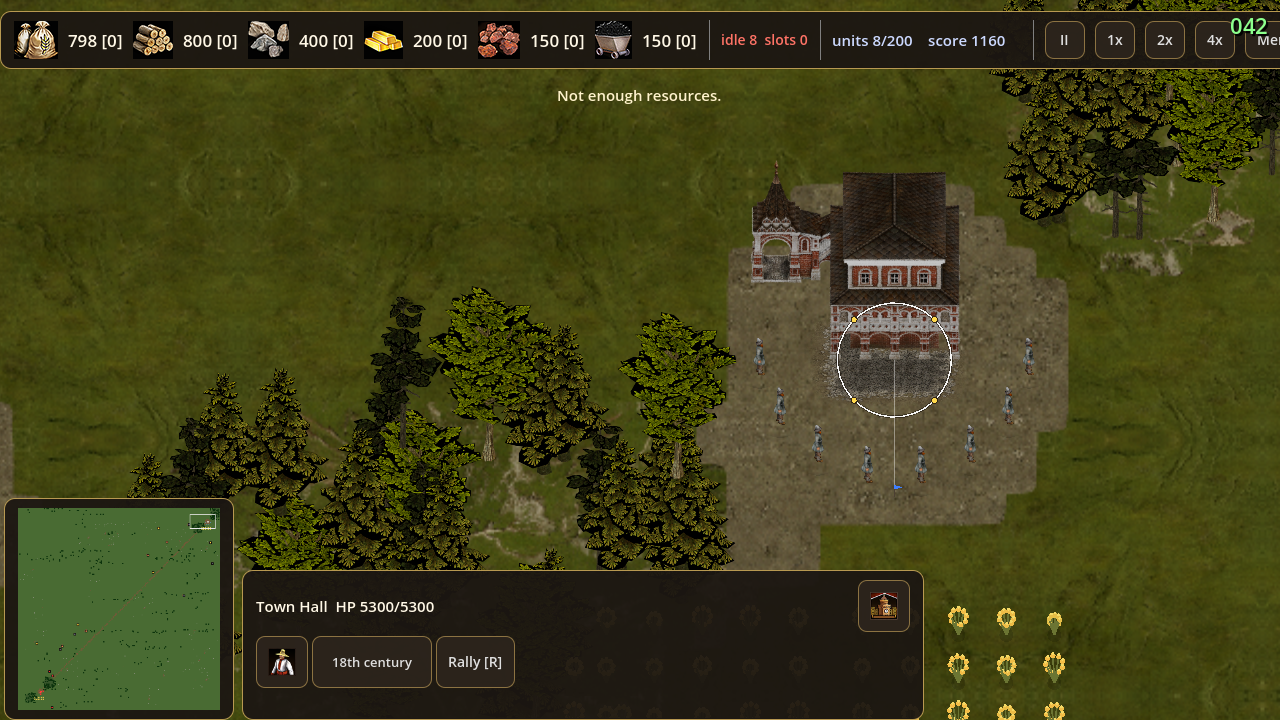 798 [0] 800 [0] 400 [0] 200 [0] 150 [0] 150 [0] idle 8 slots 0 units 8/200 score 1160 II 1x 2x 4x
042
Not enough resources.
Town Hall HP 5300/5300
18th century Rally [R]